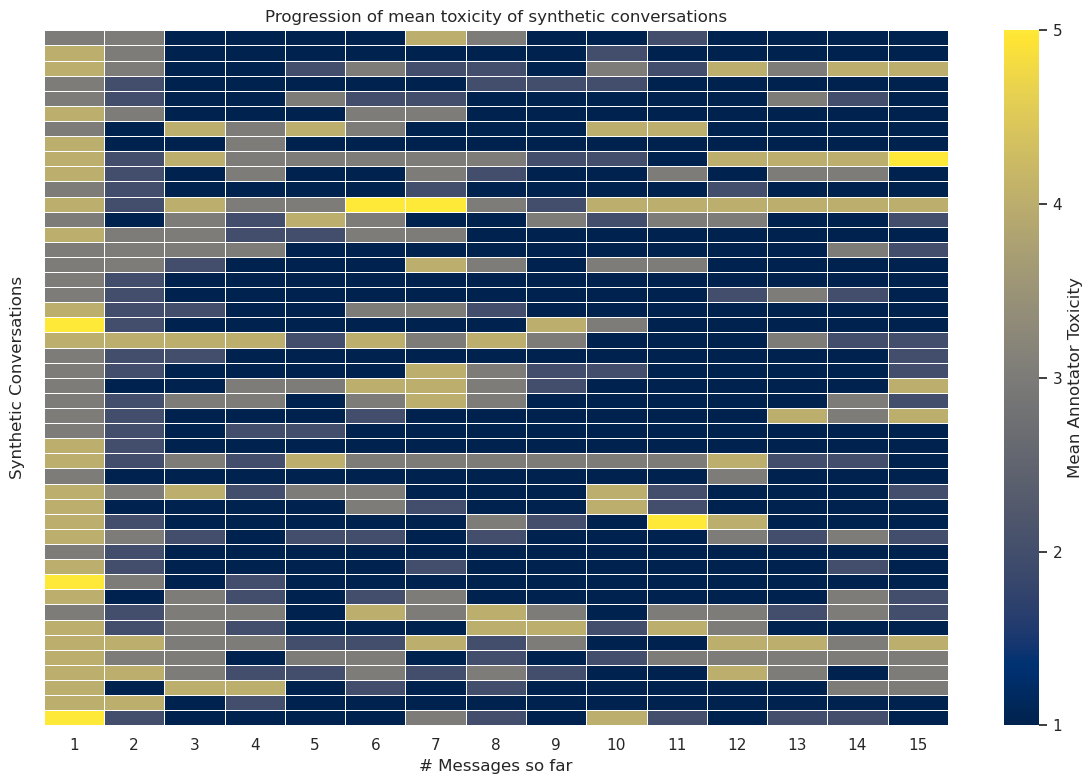 Progression of mean toxicity of synthetic conversations
Synthetic Conversations
1 2 3 4 5 6 7 8 9 10 11 12 13 14 15
# Messages so far
5
4
3
2
1
Mean Annotator Toxicity